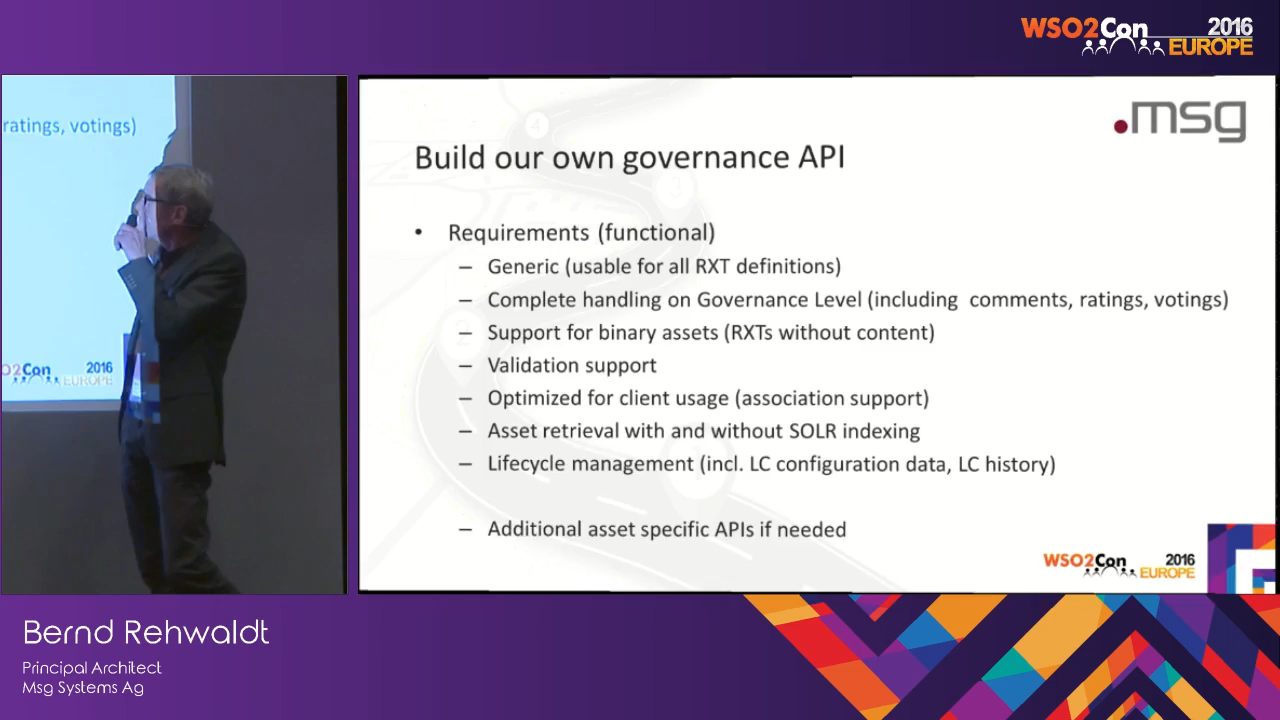 WSO2Con 2016
EUROPE
ratings, votings)
O2Con 2016
EUROPE
.msg
Build our own governance API
• Requirements (functional)
– Generic (usable for all RXT definitions)
– Complete handling on Governance Level (including comments, ratings, votings)
– Support for binary assets (RXTs without content)
– Validation support
– Optimized for client usage (association support)
– Asset retrieval with and without SOLR indexing
– Lifecycle management (incl. LC configuration data, LC history)
– Additional asset specific APIs if needed
WSO2Con 2016
EUROPE
Bernd Rehwaldt
Principal Architect
Msg Systems Ag